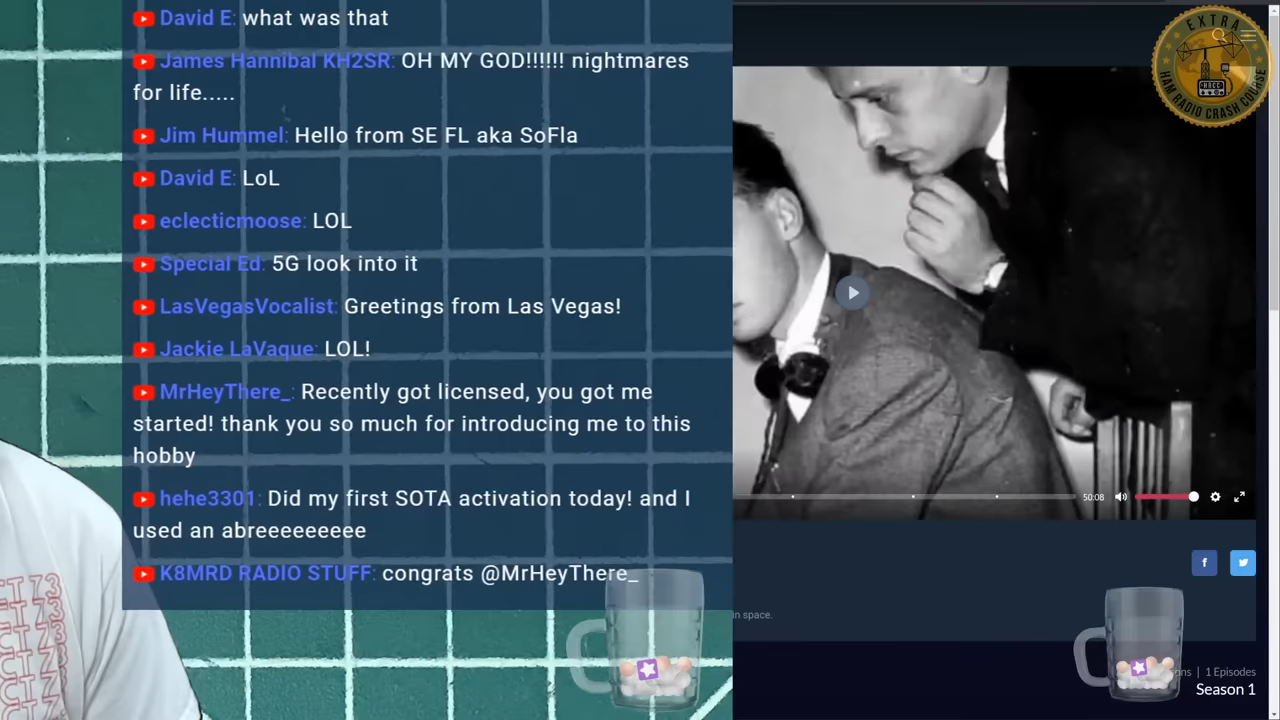 David E: what was that
James Hannibal KH2SR: OH MY GOD!!!!!! nightmares
for life.....
Jim Hummel: Hello from SE FL aka SoFla
David E: LoL
eclecticmoose: LOL
Special Ed: 5G look into it
LasVegasVocalist: Greetings from Las Vegas!
Jackie LaVaque: LOL!
MrHeyThere_: Recently got licensed, you got me
started! thank you so much for introducing me to this
hobby
hehe3301: Did my first SOTA activation today! and I
used an abreeeeeeeee
K8MRD RADIO STUFF: congrats @MrHeyThere_
EXTRA
HRCC
HAM RADIO CRASH COURSE
50:08
f
in space.
| 1 Episodes
Season 1